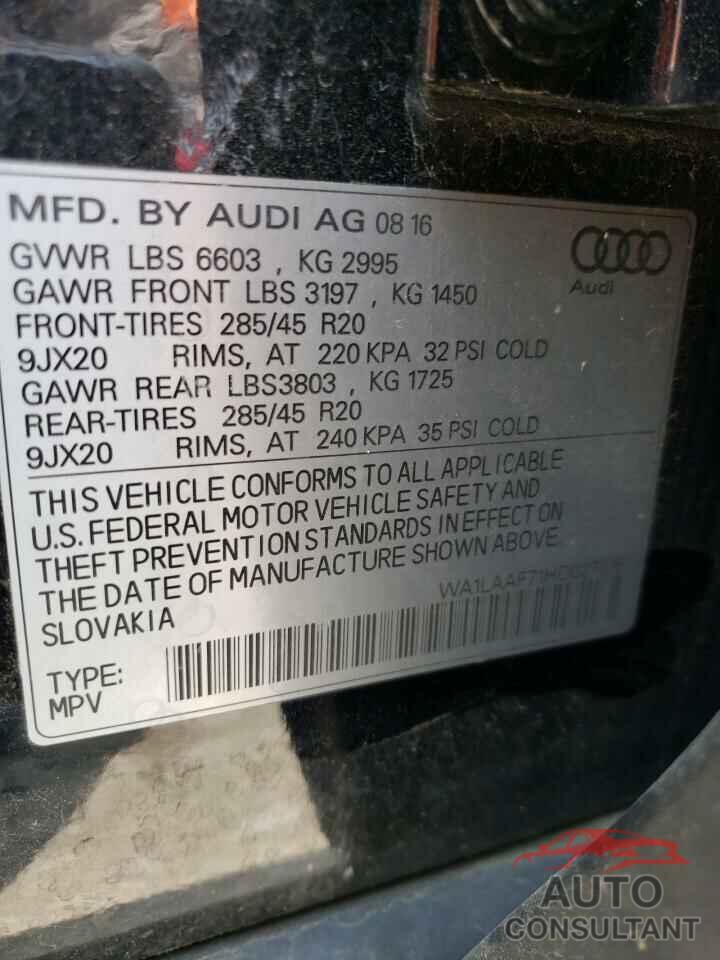 MFD. BY AUDI AG 08 16
Audi
GVWR LBS 6603 , KG 2995
GAWR FRONT LBS 3197 , KG 1450
FRONT-TIRES 285/45 R20
9JX20 RIMS, AT 220 KPA 32 PSI COLD
GAWR REAR LBS3803 , KG 1725
REAR-TIRES 285/45 R20
9JX20 RIMS, AT 240 KPA 35 PSI COLD
THIS VEHICLE CONFORMS TO ALL APPLICABLE
U.S. FEDERAL MOTOR VEHICLE SAFETY AND
THEFT PREVENTION STANDARDS IN EFFECT ON
THE DATE OF MANUFACTURE SHOWN ABOVE.
SLOVAKIA
TYPE:
MPV
AUTO
CONSULTANT